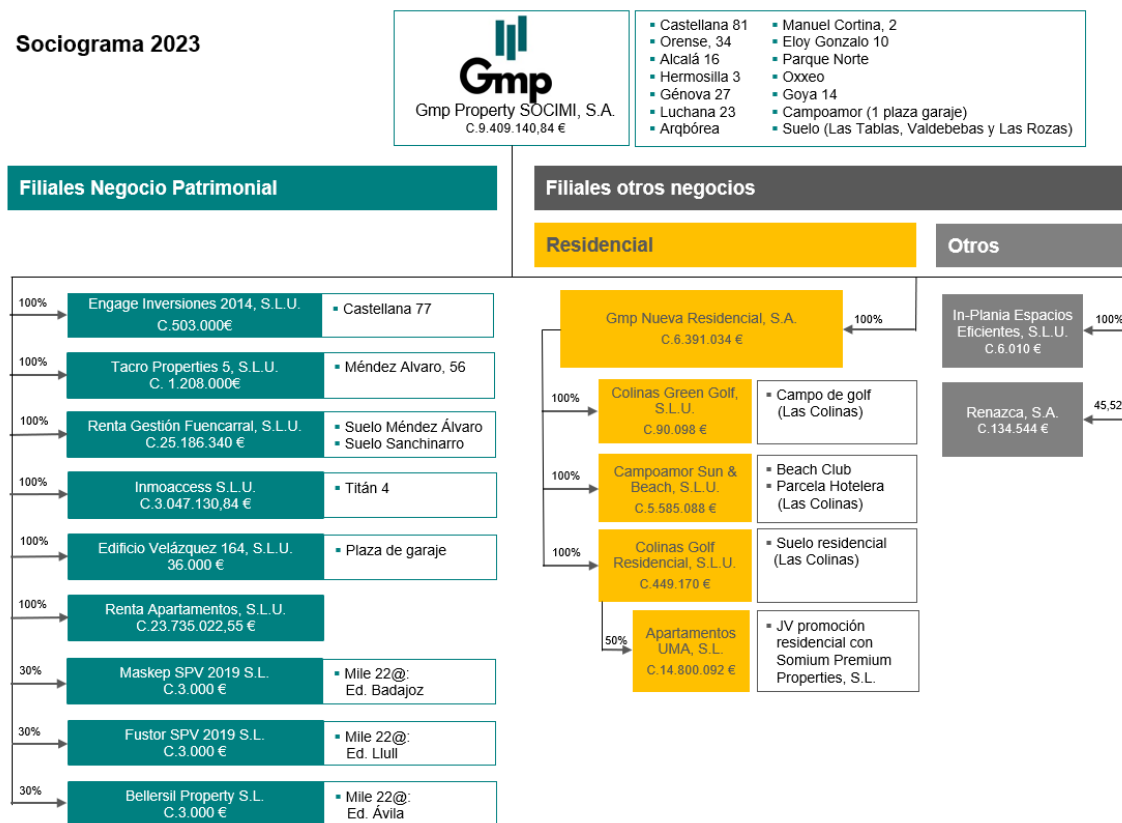 Sociograma 2023
Gmp
Gmp Property SOCIMI, S.A.
C.9.409.140,84 €
▪ Castellana 81
▪ Orense, 34
▪ Alcalá 16
▪ Hermosilla 3
▪ Génova 27
▪ Luchana 23
▪ Arqbórea
▪ Manuel Cortina, 2
▪ Eloy Gonzalo 10
▪ Parque Norte
▪ Oxxeo
▪ Goya 14
▪ Campoamor (1 plaza garaje)
▪ Suelo (Las Tablas, Valdebebas y Las Rozas)
Filiales Negocio Patrimonial
100%
Engage Inversiones 2014, S.L.U.
C.503.000€
▪ Castellana 77
100%
Tacro Properties 5, S.L.U.
C. 1.208.000€
▪ Méndez Alvaro, 56
100%
Renta Gestión Fuencarral, S.L.U.
C.25.186.340 €
▪ Suelo Méndez Álvaro
▪ Suelo Sanchinarro
100%
Inmoaccess S.L.U.
C.3.047.130,84 €
▪ Titán 4
100%
Edificio Velázquez 164, S.L.U.
36.000 €
▪ Plaza de garaje
100%
Renta Apartamentos, S.L.U.
C.23.735.022,55 €
30%
Maskep SPV 2019 S.L.
C.3.000 €
▪ Mile 22@:
Ed. Badajoz
30%
Fustor SPV 2019 S.L.
C.3.000 €
▪ Mile 22@:
Ed. Llull
30%
Bellersil Property S.L.
C.3.000 €
▪ Mile 22@:
Ed. Ávila
Filiales otros negocios
Residencial
Gmp Nueva Residencial, S.A.
C.6.391.034 €
100%
100%
Colinas Green Golf,
S.L.U.
C.90.098 €
▪ Campo de golf
(Las Colinas)
100%
Campoamor Sun &
Beach, S.L.U.
C.5.585.088 €
▪ Beach Club
▪ Parcela Hotelera
(Las Colinas)
100%
Colinas Golf
Residencial, S.L.U.
C.449.170 €
▪ Suelo residencial
(Las Colinas)
50%
Apartamentos
UMA, S.L.
C.14.800.092 €
▪ JV promoción
residencial con
Somium Premium
Properties, S.L.
Otros
In-Plania Espacios
Eficientes, S.L.U.
C.6.010 €
100%
Renazca, S.A.
C.134.544 €
45,52